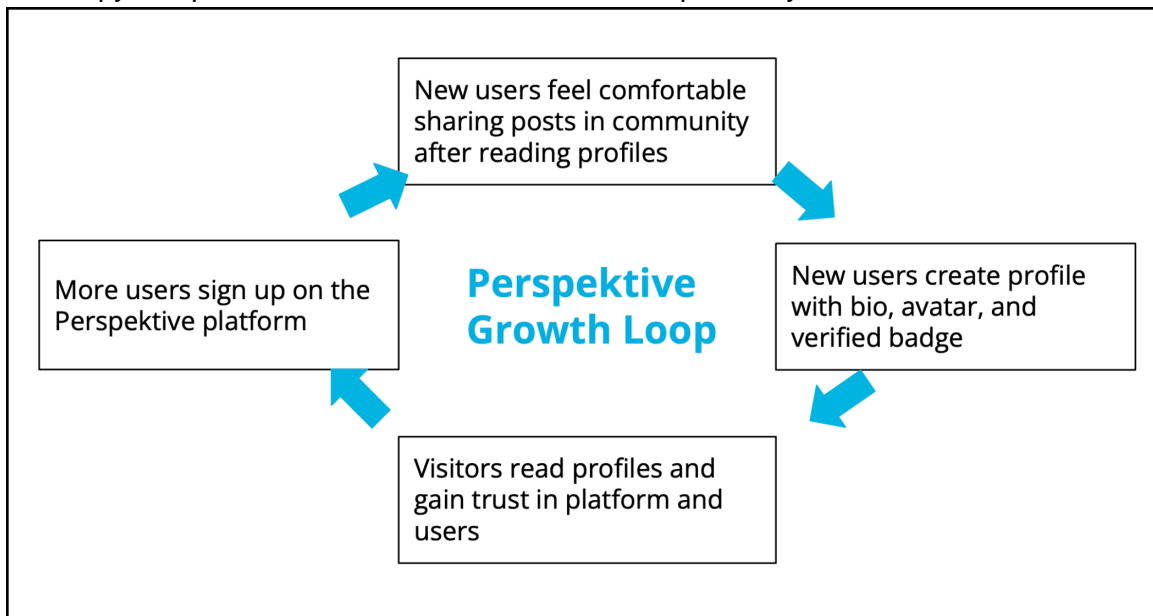 New users feel comfortable
sharing posts in community
after reading profiles
More users sign up on the
Perspektive platform
Perspektive
Growth Loop
New users create profile
with bio, avatar, and
verified badge
Visitors read profiles and
gain trust in platform and
users